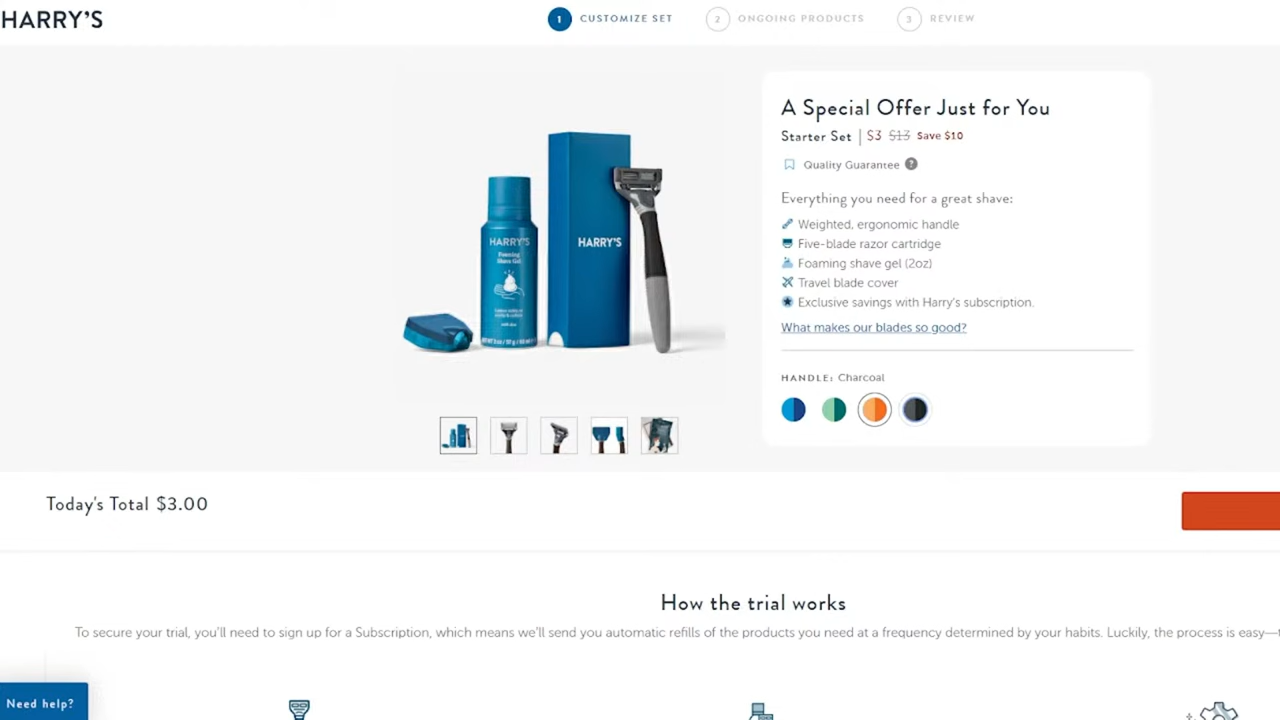 HARRY'S
1 CUSTOMIZE SET
2 ONGOING PRODUCTS
3 REVIEW
A Special Offer Just for You
Starter Set | $3 $13 Save $10
Quality Guarantee ?
Everything you need for a great shave:
Weighted, ergonomic handle
Five-blade razor cartridge
Foaming shave gel (2oz)
Travel blade cover
Exclusive savings with Harry's subscription.
What makes our blades so good?
HANDLE: Charcoal
HARRY'S
Foaming
Shave Gel
HARRY'S
Today's Total $3.00
How the trial works
To secure your trial, you'll need to sign up for a Subscription, which means we'll send you automatic refills of the products you need at a frequency determined by your habits. Luckily, the process is easy—
Need help?